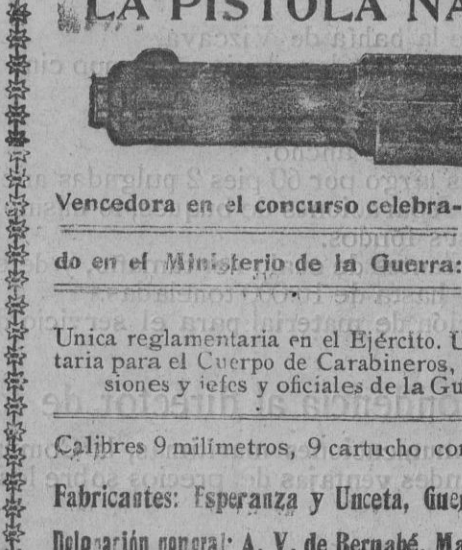 LA PISTOLA NA
Vencedora en el concurso celebra-
do en el Ministerio de la Guerra:
Unica reglamentaria en el Ejército. U
taria para el Cuerpo de Carabineros,
siones y jefes y oficiales de la Gu
Calibres 9 milímetros, 9 cartucho cor
Fabricantes: Esperanza y Unceta, Guer
Delegación general: A. V. de Bernabé, Ma